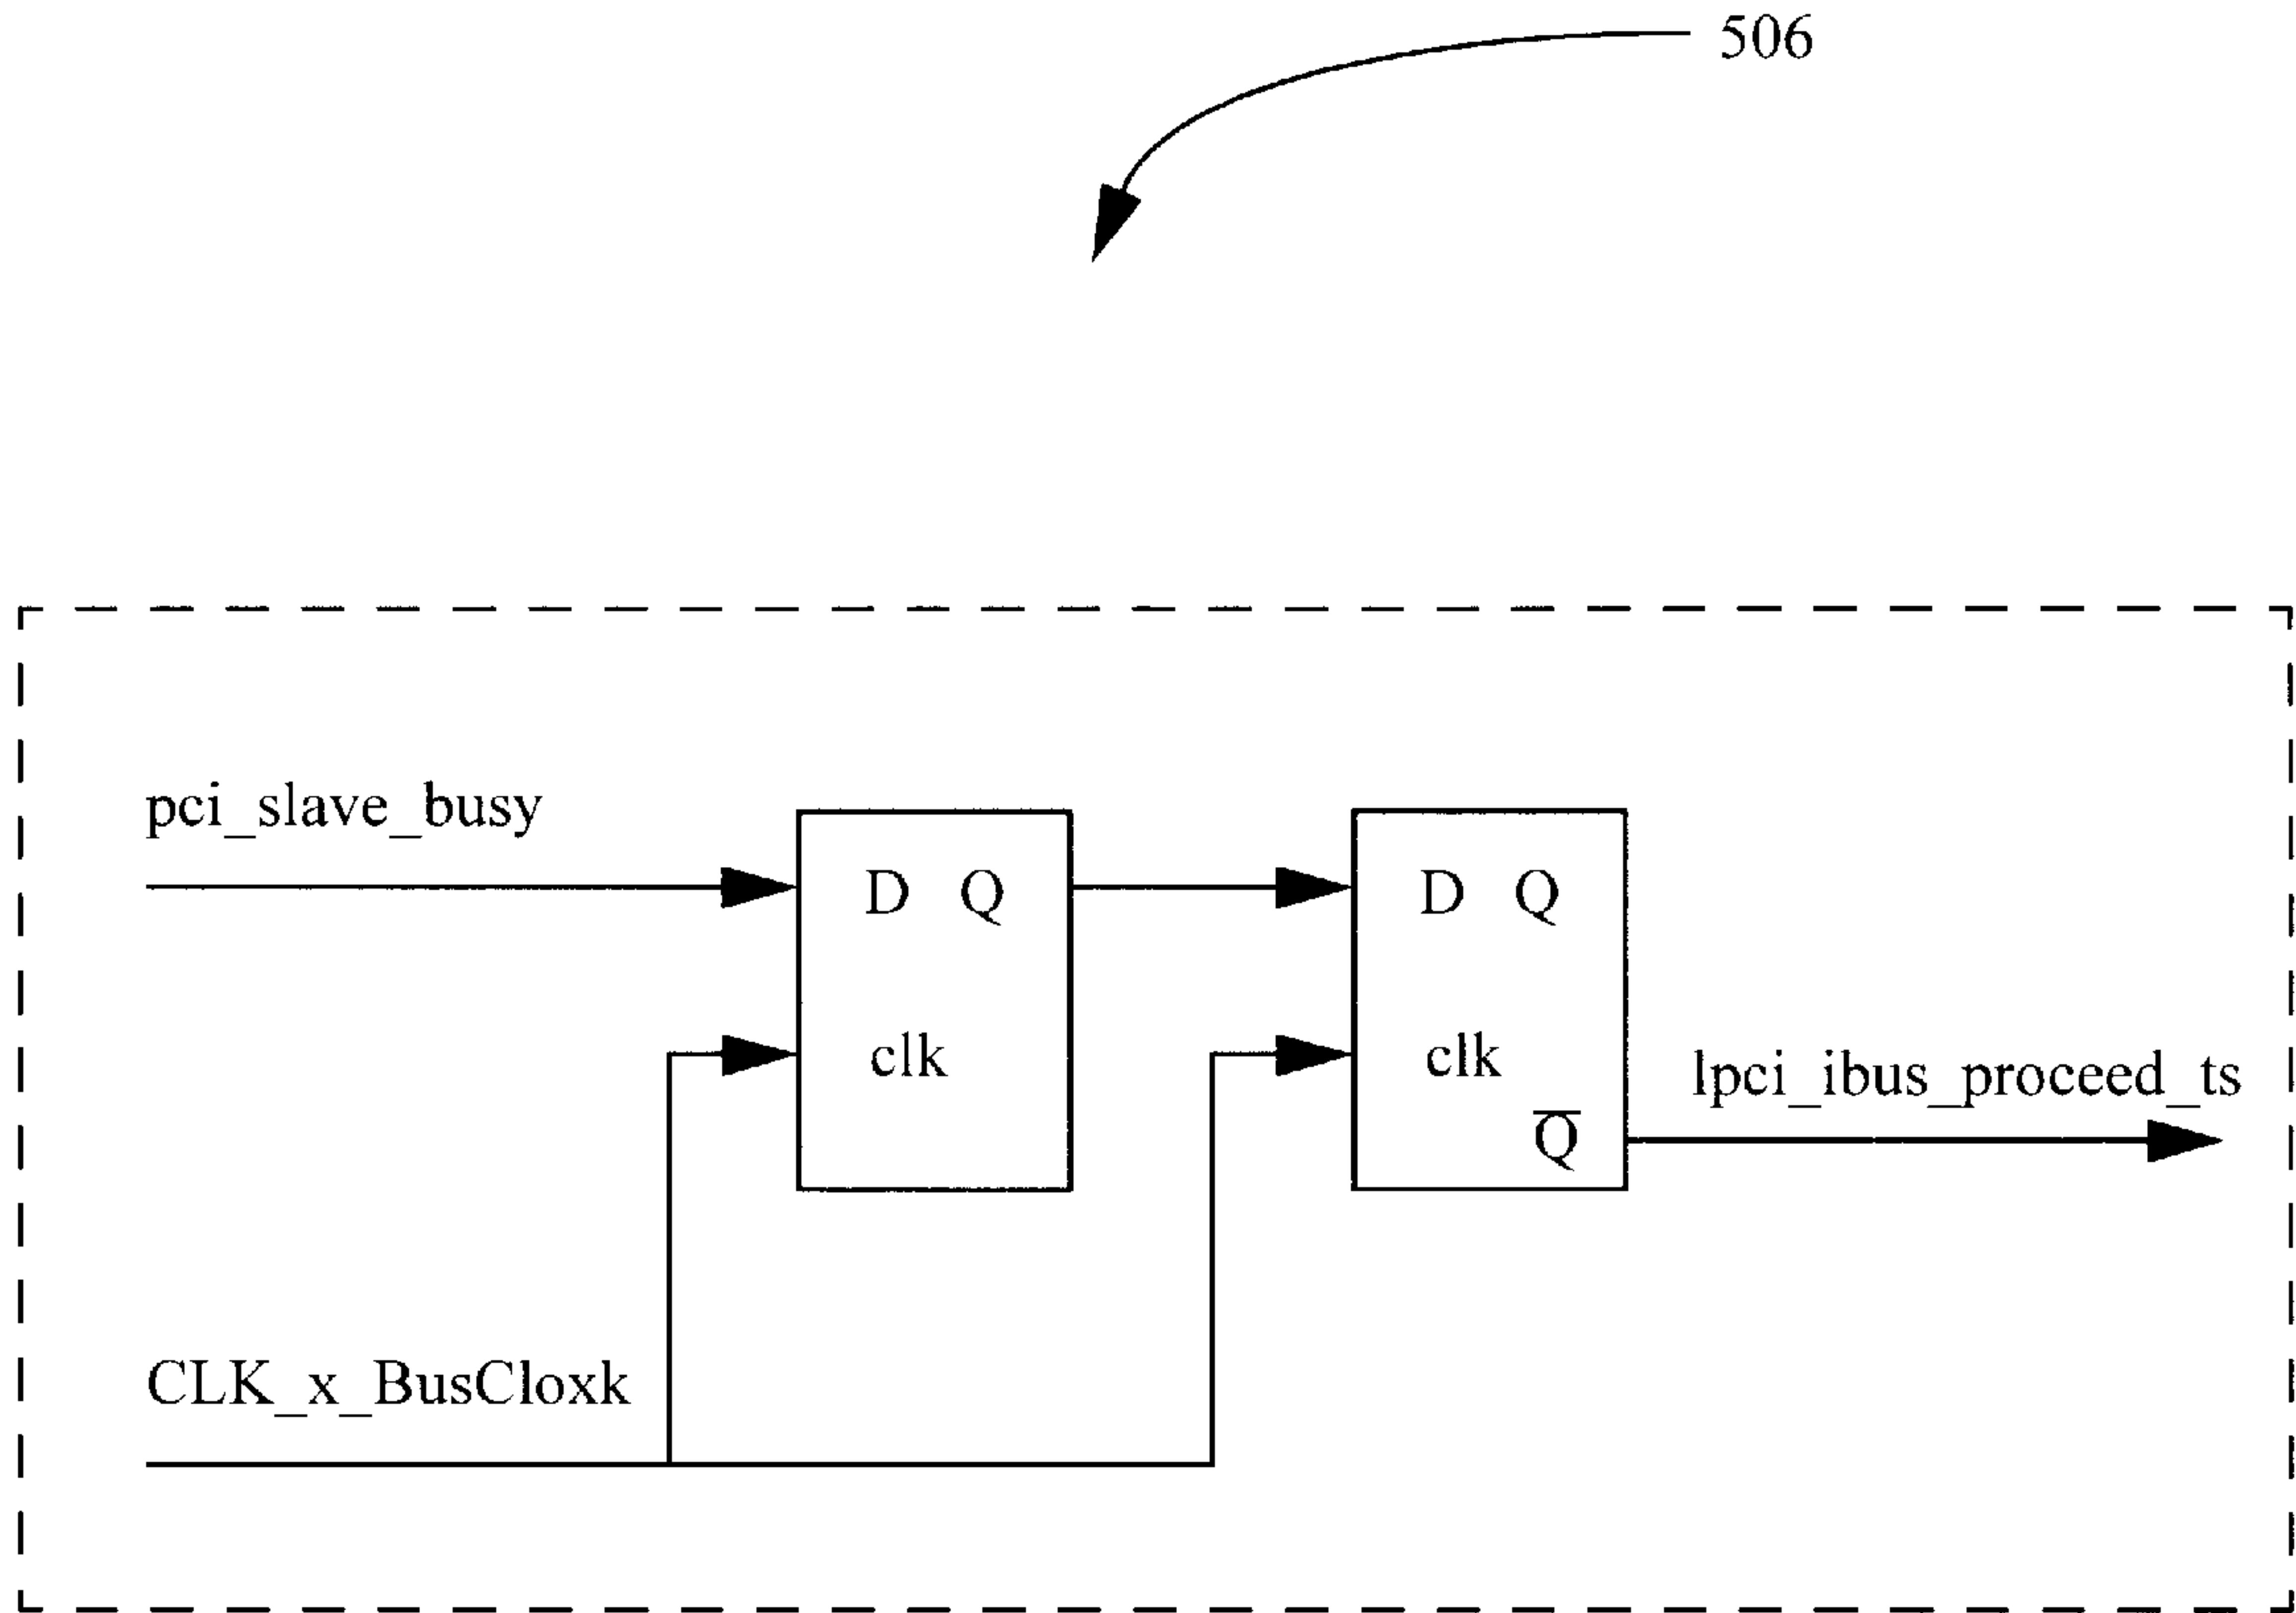 506
pci_slave_busy
D Q
D Q
clk
clk
lpci_ibus_proceed_ts
Q̅
CLK_x_BusCloxk